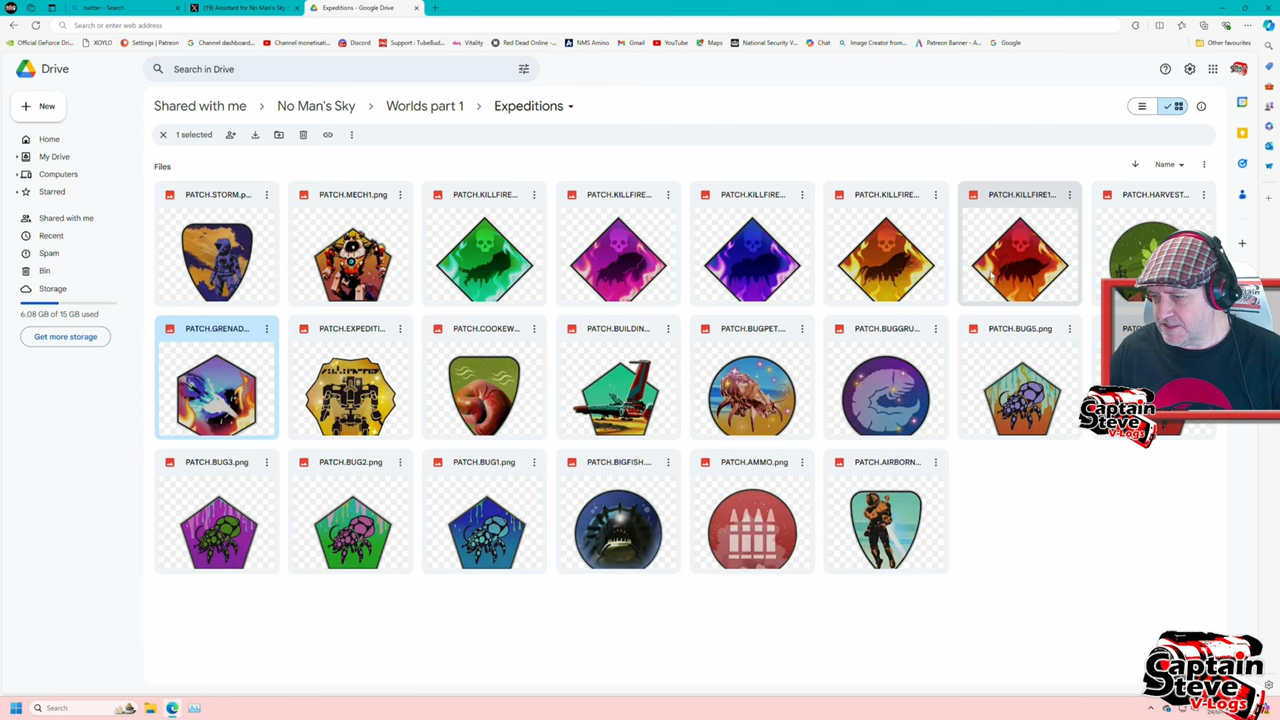 twitter - Search
(19) Assistant for No Man's Sky
Expeditions - Google Drive
Search or enter web address
Official GeForce Dri...
XOYLO
Settings | Patreon
Channel dashboard...
Channel monetisati...
Discord
Support : TubeBud...
Vitality
Red Dead Online -...
NMS Amino
Gmail
YouTube
Maps
National Security V...
Chat
Image Creator from...
Patreon Banner - A...
Google
Other favourites
Drive
Search in Drive
New
Shared with me > No Man's Sky > Worlds part 1 > Expeditions
1 selected
Home
My Drive
Computers
Starred
Shared with me
Recent
Spam
Bin
Storage
6.08 GB of 15 GB used
Get more storage
Files
Name
PATCH.STORM.p...
PATCH.MECH1.png
PATCH.KILLFIRE...
PATCH.KILLFIRE...
PATCH.KILLFIRE...
PATCH.KILLFIRE...
PATCH.KILLFIRE1...
PATCH.HARVEST...
PATCH.GRENAD...
PATCH.EXPEDITI...
PATCH.COOKEW...
PATCH.BUILDIN...
PATCH.BUGPET....
PATCH.BUGGRU...
PATCH.BUG5.png
PATCH.BUG3.png
PATCH.BUG2.png
PATCH.BUG1.png
PATCH.BIGFISH....
PATCH.AMMO.png
PATCH.AIRBORN...
Captain
Steve
V-Logs
Captain
Steve
V-Logs
Search